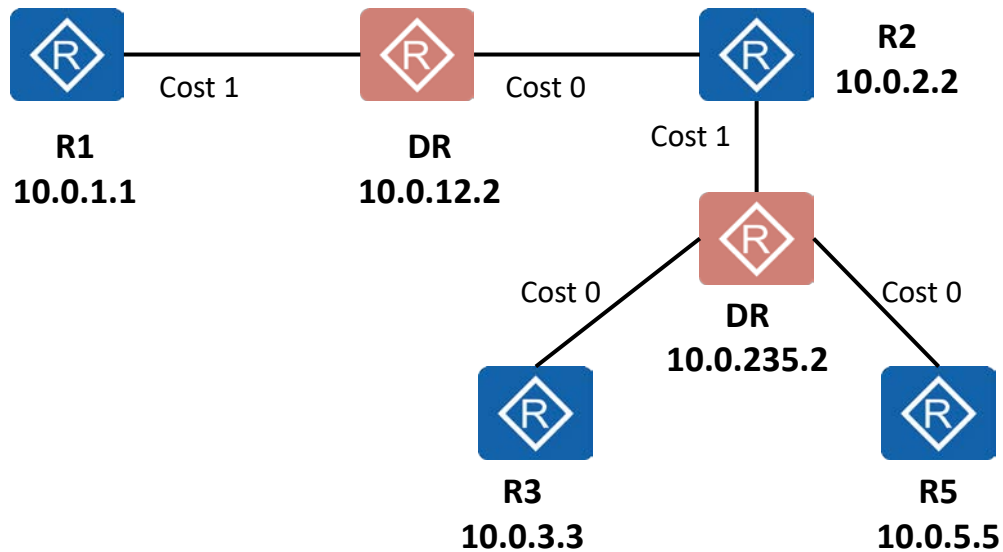 R
R
R
R2
10.0.2.2
Cost 1
Cost 0
R1
10.0.1.1
DR
10.0.12.2
Cost 1
R
Cost 0
Cost 0
DR
10.0.235.2
R
R
R3
10.0.3.3
R5
10.0.5.5